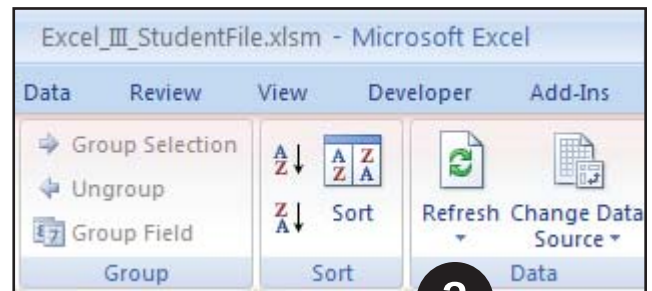 Excel_III_StudentFile.xlsm - Microsoft Excel
Data Review View Developer Add-Ins
Group Selection
Ungroup
Group Field
Group
A Z
Z A
Sort
Sort
Refresh
Change Data Source
Data